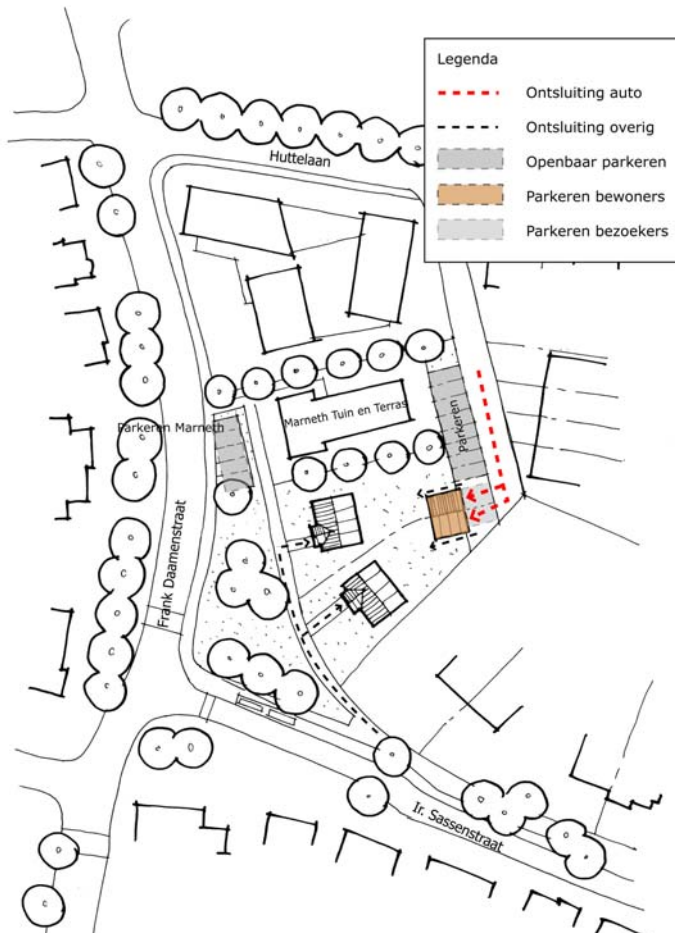 Legenda
Ontsluiting auto
Ontsluiting overig
Openbaar parkeren
Parkeren bewoners
Parkeren bezoekers
Huttelaan
Marneth Tuin en Terras
Parkeren
Parkeren Marneth
Frank Daamenstraat
Ir. Sassenstraat